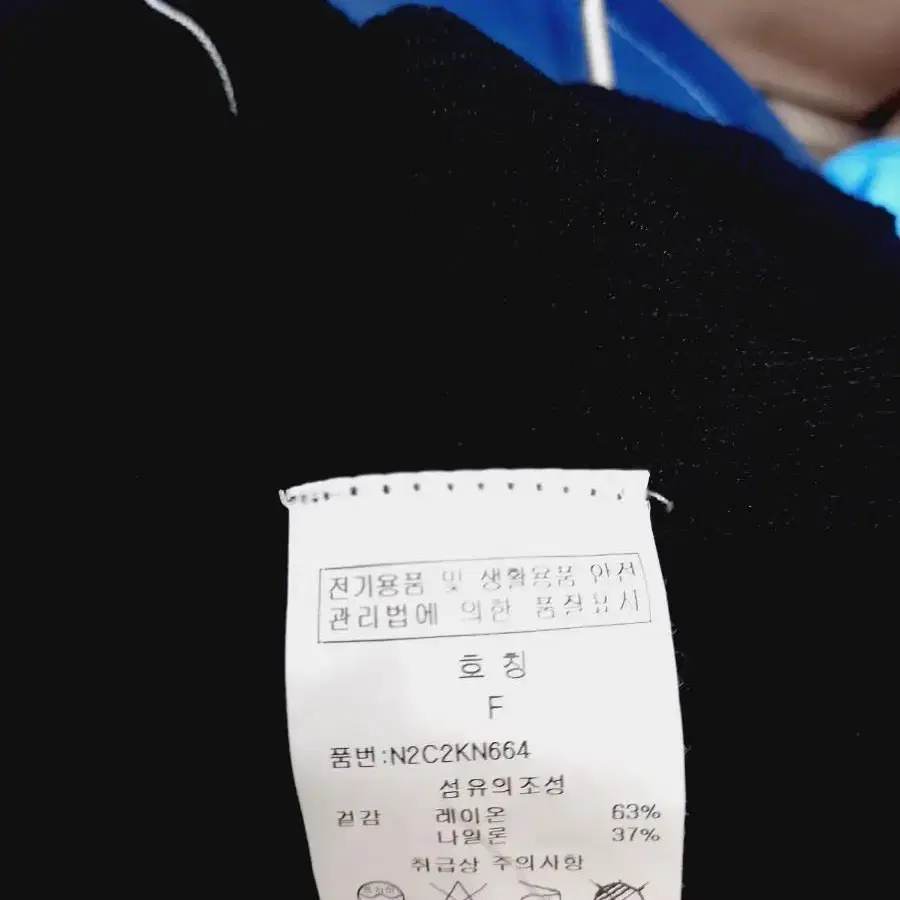 전기용품 및 생활용품 안전
관리법에 의한 품질표시
호 칭
F
품번:N2C2KN664
섬유의조성
겉감 레이온 63%
나일론 37%
취급상 주의사항